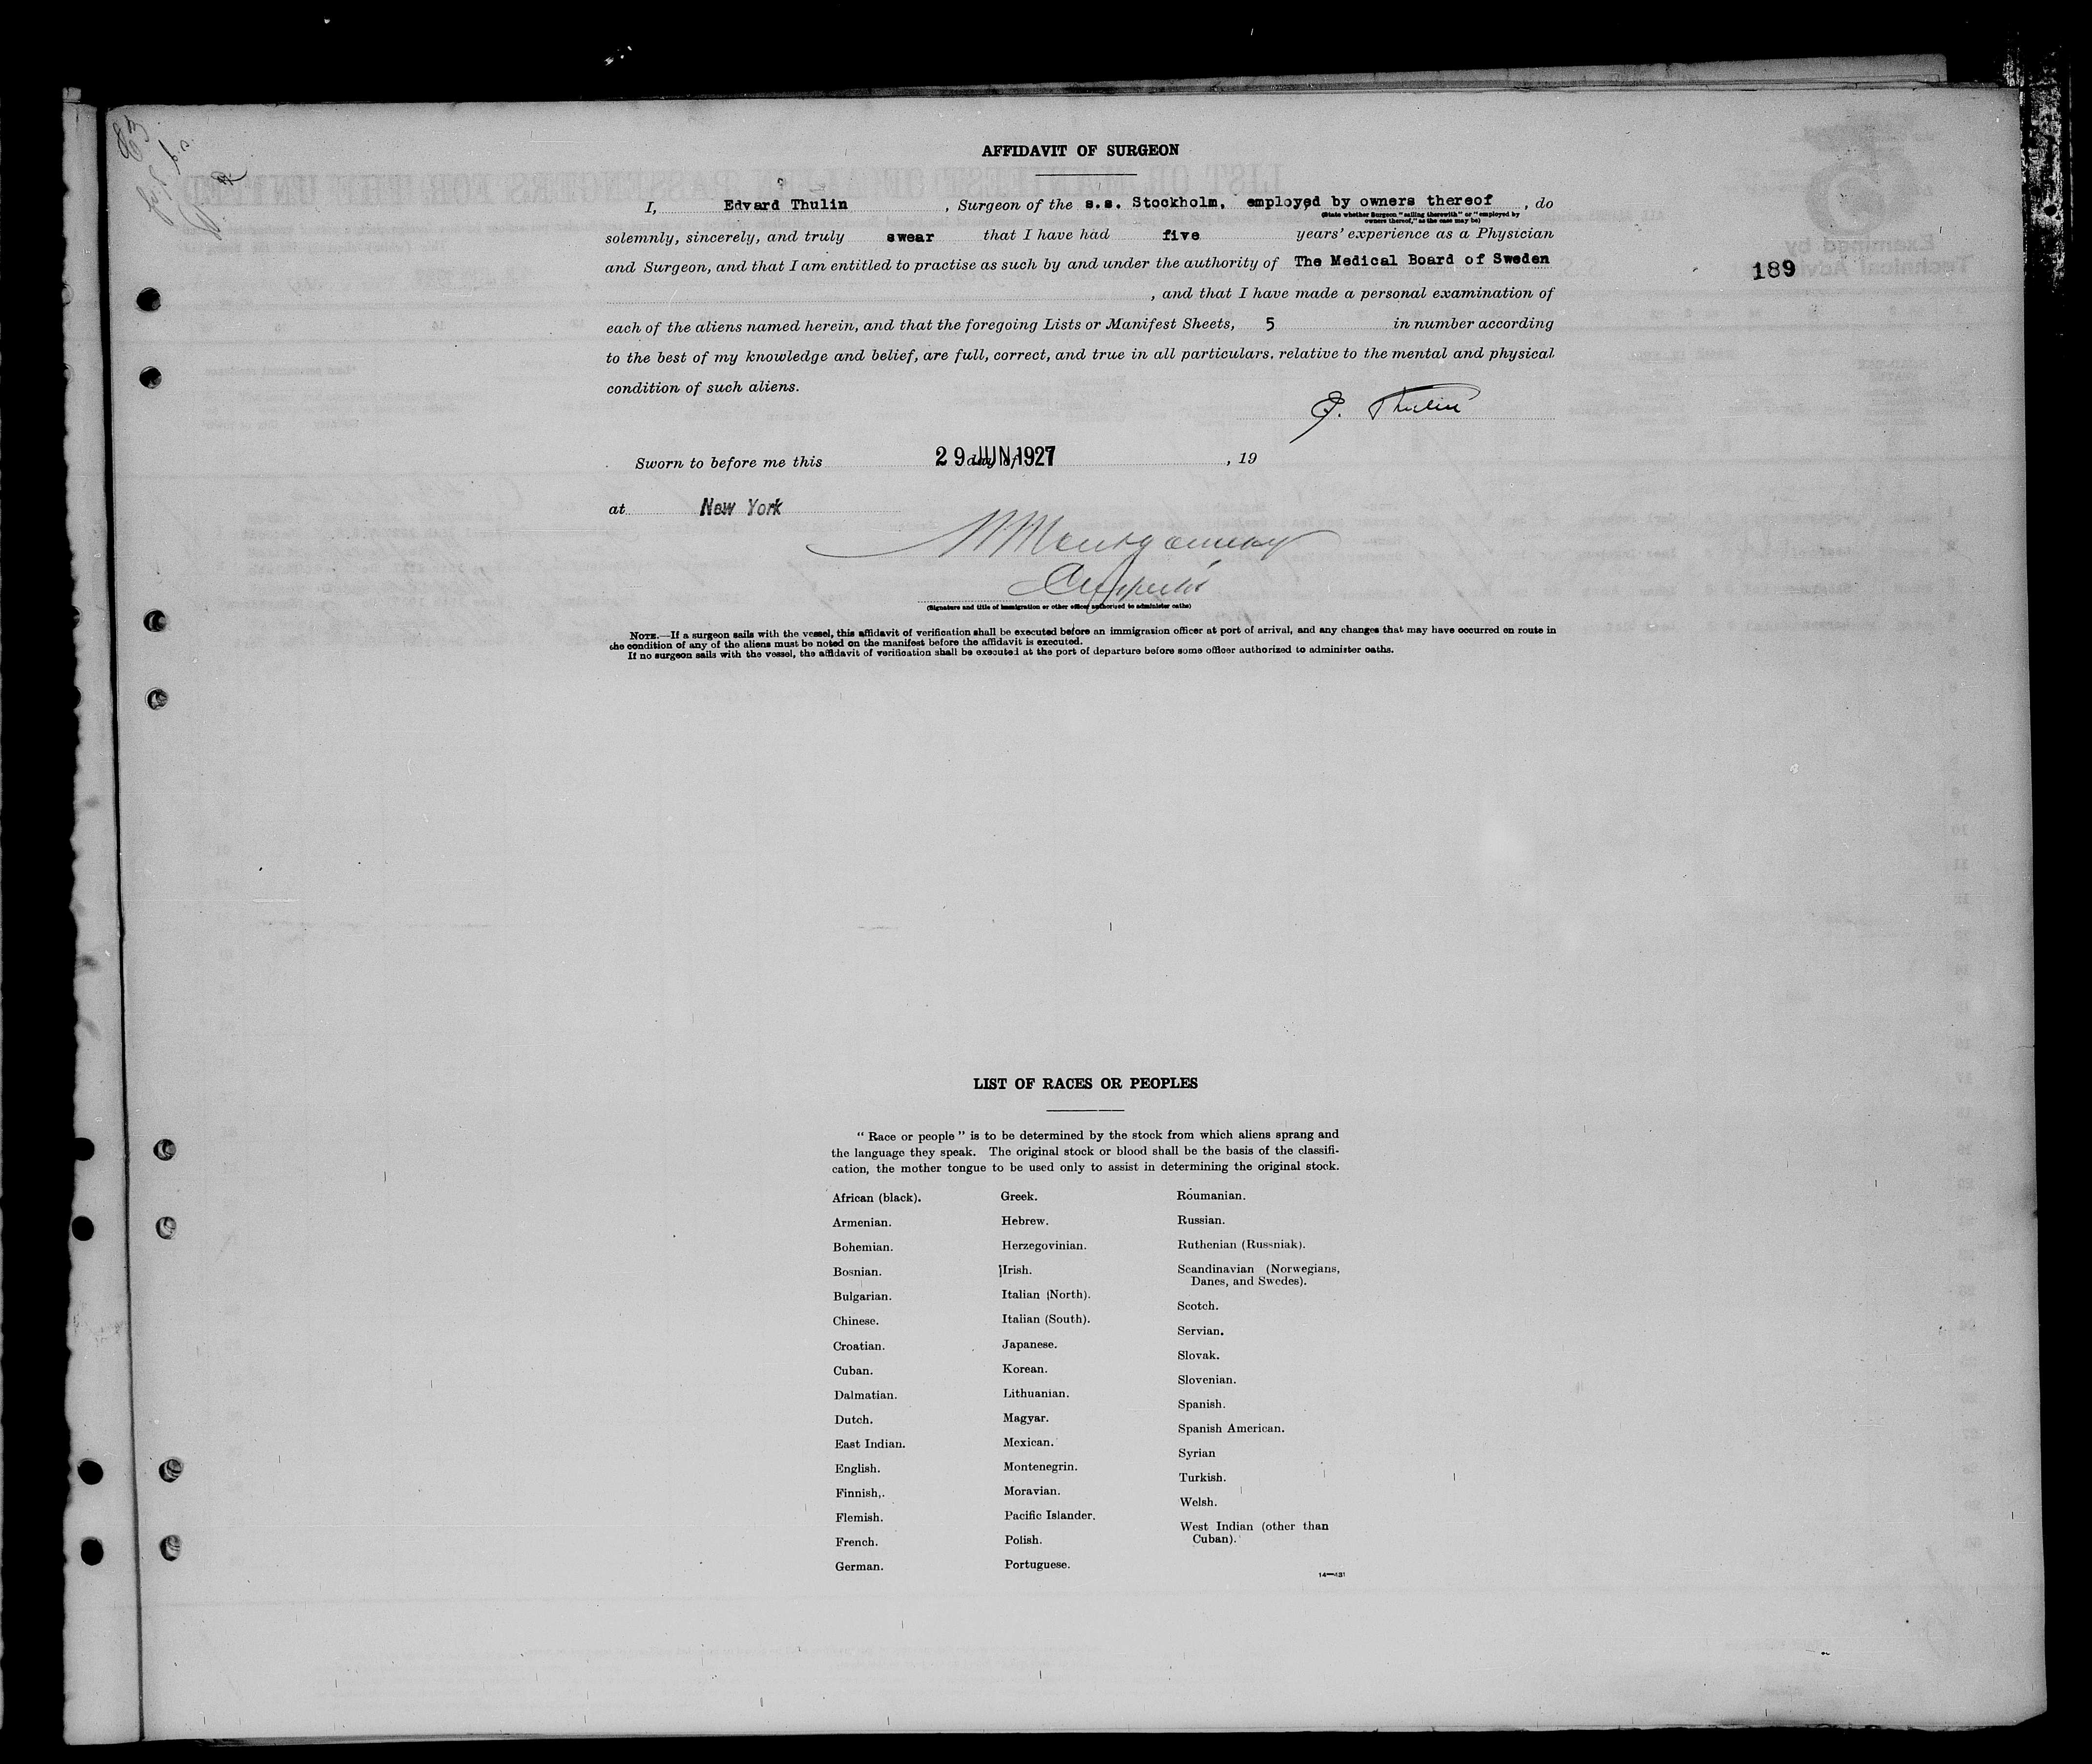 AFFIDAVIT OF SURGEON
I, Edvard Thulin , Surgeon of the s.s. Stockholm, employed by owners thereof , do
(State whether Surgeon "sailing therewith" or "employed by
owners thereof," as the case may be)
solemnly, sincerely, and truly swear that I have had five years' experience as a Physician
and Surgeon, and that I am entitled to practise as such by and under the authority of The Medical Board of Sweden
189
, and that I have made a personal examination of
each of the aliens named herein, and that the foregoing Lists or Manifest Sheets, 5 in number according
to the best of my knowledge and belief, are full, correct, and true in all particulars, relative to the mental and physical
condition of such aliens.
E. Thulin
Sworn to before me this 29 JUN 1927 day of , 19
at New York
Montgomery
(Signature and title of immigration or other officer authorized to administer oaths)
NOTE.—If a surgeon sails with the vessel, this affidavit of verification shall be executed before an immigration officer at port of arrival, and any changes that may have occurred on route in
the condition of any of the aliens must be noted on the manifest before the affidavit is executed.
If no surgeon sails with the vessel, the affidavit of verification shall be executed at the port of departure before some officer authorized to administer oaths.
LIST OF RACES OR PEOPLES
" Race or people " is to be determined by the stock from which aliens sprang and
the language they speak. The original stock or blood shall be the basis of the classifi-
cation, the mother tongue to be used only to assist in determining the original stock.
African (black).
Armenian.
Bohemian.
Bosnian.
Bulgarian.
Chinese.
Croatian.
Cuban.
Dalmatian.
Dutch.
East Indian.
English.
Finnish,.
Flemish.
French.
German.
Greek.
Hebrew.
Herzegovinian.
Irish.
Italian (North).
Italian (South).
Japanese.
Korean.
Lithuanian.
Magyar.
Mexican.
Montenegrin.
Moravian.
Pacific Islander.
Polish.
Portuguese.
Roumanian.
Russian.
Ruthenian (Russniak).
Scandinavian (Norwegians,
Danes, and Swedes).
Scotch.
Servian.
Slovak.
Slovenian.
Spanish.
Spanish American.
Syrian
Turkish.
Welsh.
West Indian (other than
Cuban).
14—431